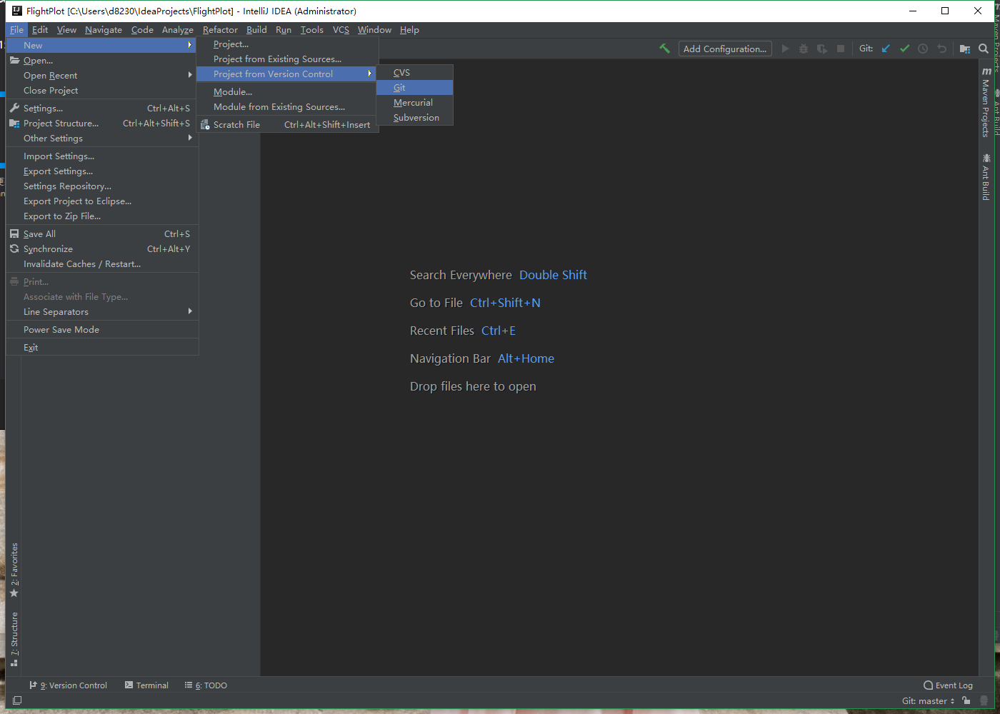 FlightPlot [C:\Users\d8230\IdeaProjects\FlightPlot] - IntelliJ IDEA (Administrator)
File Edit View Navigate Code Analyze Refactor Build Run Tools VCS Window Help
New
Open...
Open Recent
Close Project
Settings... Ctrl+Alt+S
Project Structure... Ctrl+Alt+Shift+S
Other Settings
Import Settings...
Export Settings...
Settings Repository...
Export Project to Eclipse...
Export to Zip File...
Save All Ctrl+S
Synchronize Ctrl+Alt+Y
Invalidate Caches / Restart...
Print...
Associate with File Type...
Line Separators
Power Save Mode
Exit
Project...
Project from Existing Sources...
Project from Version Control
Module...
Module from Existing Sources...
Scratch File Ctrl+Alt+Shift+Insert
CVS
Git
Mercurial
Subversion
Add Configuration...
Git:
Maven Projects
Ant Build
Search Everywhere Double Shift
Go to File Ctrl+Shift+N
Recent Files Ctrl+E
Navigation Bar Alt+Home
Drop files here to open
2: Favorites
7: Structure
9: Version Control
Terminal
6: TODO
Event Log
Git: master